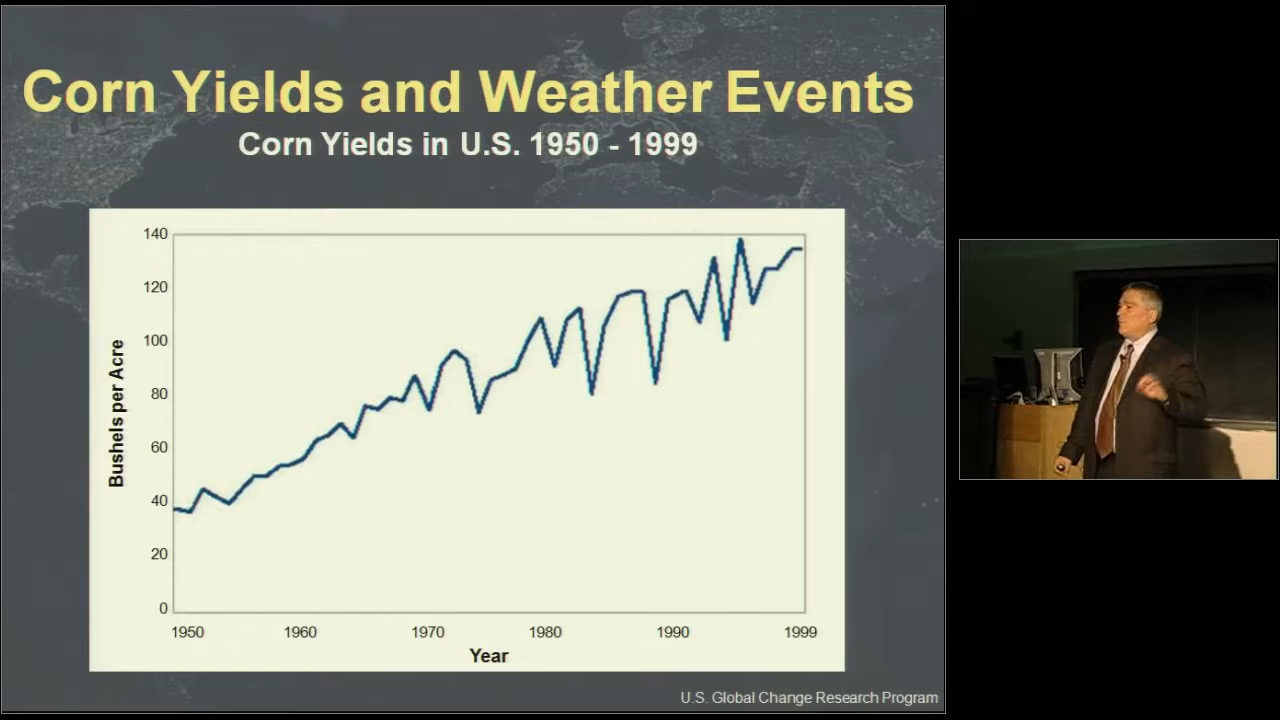 Corn Yields and Weather Events
Corn Yields in U.S. 1950 - 1999
140
120
100
80
60
40
20
0
Bushels per Acre
1950 1960 1970 1980 1990 1999
Year
U.S. Global Change Research Program